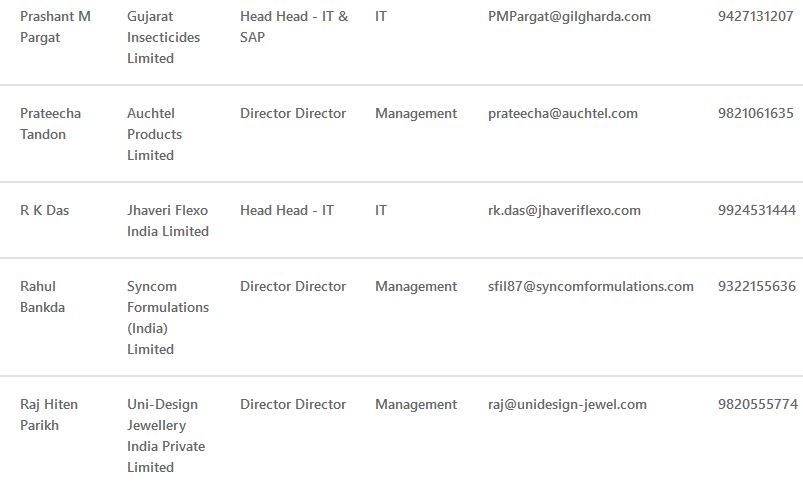 Prashant M Gujarat Head Head - IT & IT PMPargat@gilgharda.com 9427131207
Pargat Insecticides SAP
Limited
Prateecha Auchtel Director Director Management prateecha@auchtel.com 9821061635
Tandon Products
Limited
R K Das Jhaveri Flexo Head Head - IT IT rk.das@jhaveriflexo.com 9924531444
India Limited
Rahul Syncom Director Director Management sfil87@syncomformulations.com 9322155636
Bankda Formulations
(India)
Limited
Raj Hiten Uni-Design Director Director Management raj@unidesign-jewel.com 9820555774
Parikh Jewellery
India Private
Limited